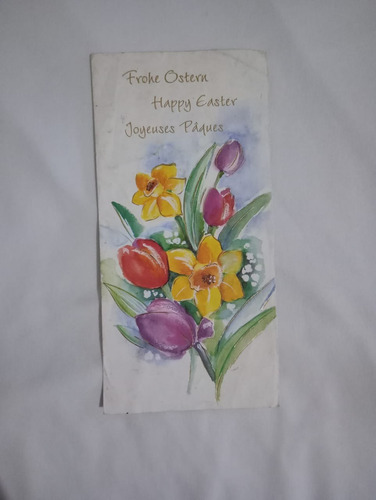 Frohe Ostern
Happy Easter
Joyeuses Pâques